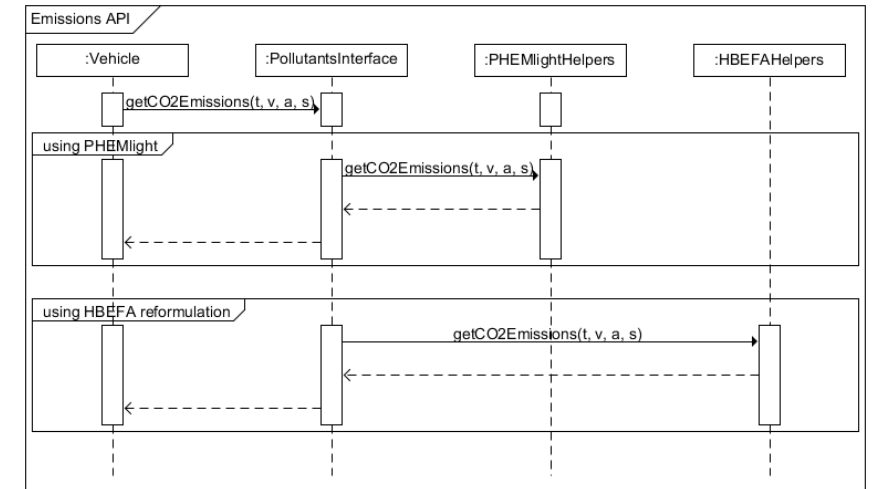 Emissions API
:Vehicle
:PollutantsInterface
:PHEMlightHelpers
:HBEFAHelpers
getCO2Emissions(t, v, a, s)
using PHEMlight
getCO2Emissions(t, v, a, s)
using HBEFA reformulation
getCO2Emissions(t, v, a, s)